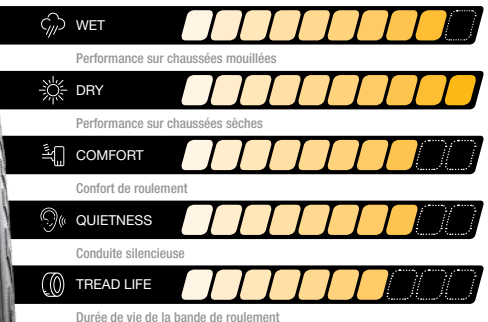 WET
Performance sur chaussées mouillées
DRY
Performance sur chaussées sèches
COMFORT
Confort de roulement
QUIETNESS
Conduite silencieuse
TREAD LIFE
Durée de vie de la bande de roulement